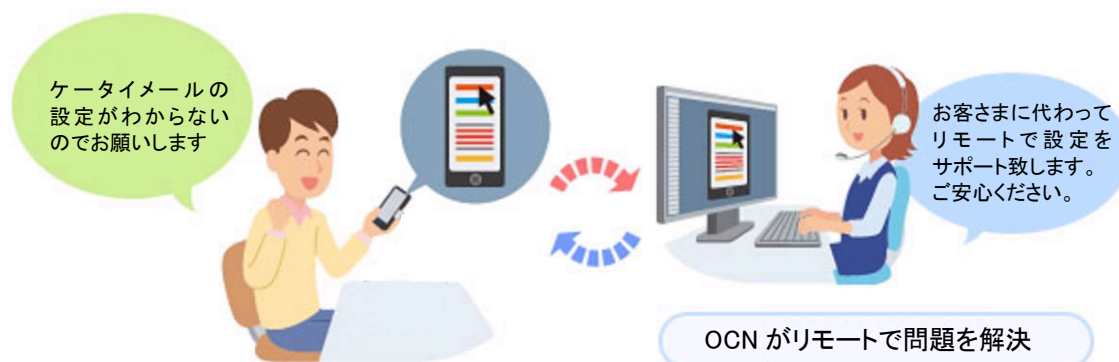 ケータイメールの
設定がわからない
のでお願いします
お客さまに代わって
リモートで設定を
サポート致します。
ご安心ください。
OCN がリモートで問題を解決